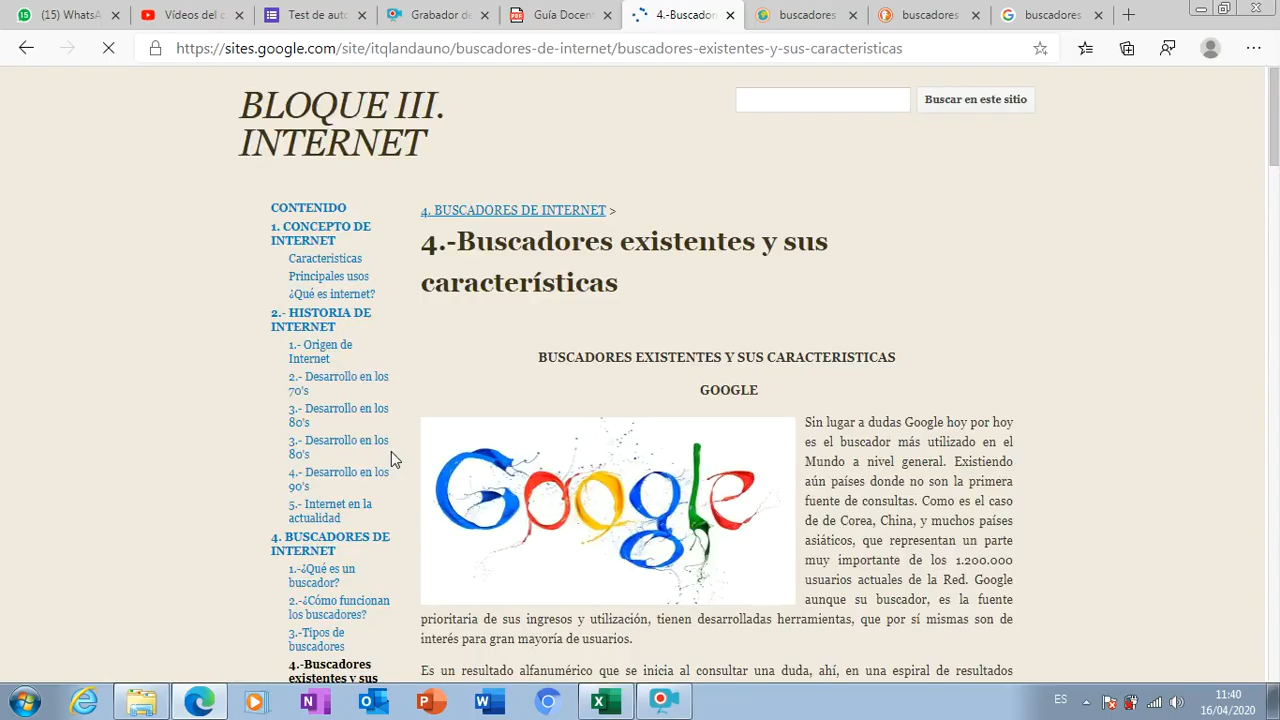 (15) WhatsA
Vídeos del c
Test de auto
Grabador de
Guía Docen
4.-Buscador
buscadores
buscadores
buscadores
https://sites.google.com/site/itqlandauno/buscadores-de-internet/buscadores-existentes-y-sus-caracteristicas
BLOQUE III.
INTERNET
Buscar en este sitio
CONTENIDO
1. CONCEPTO DE
INTERNET
Caracteristicas
Principales usos
¿Qué es internet?
2.- HISTORIA DE
INTERNET
1.- Origen de
Internet
2.- Desarrollo en los
70's
3.- Desarrollo en los
80's
3.- Desarrollo en los
80's
4.- Desarrollo en los
90's
5.- Internet en la
actualidad
4. BUSCADORES DE
INTERNET
1.-¿Qué es un
buscador?
2.-¿Cómo funcionan
los buscadores?
3.-Tipos de
buscadores
4.-Buscadores
existentes y sus
4. BUSCADORES DE INTERNET >
4.-Buscadores existentes y sus
características
BUSCADORES EXISTENTES Y SUS CARACTERISTICAS
GOOGLE
Google
Sin lugar a dudas Google hoy por hoy
es el buscador más utilizado en el
Mundo a nivel general. Existiendo
aún países donde no son la primera
fuente de consultas. Como es el caso
de de Corea, China, y muchos países
asiáticos, que representan un parte
muy importante de los 1.200.000
usuarios actuales de la Red. Google
aunque su buscador, es la fuente
prioritaria de sus ingresos y utilización, tienen desarrolladas herramientas, que por sí mismas son de
interés para gran mayoría de usuarios.
Es un resultado alfanumérico que se inicia al consultar una duda, ahí, en una espiral de resultados
ES
11:40
16/04/2020